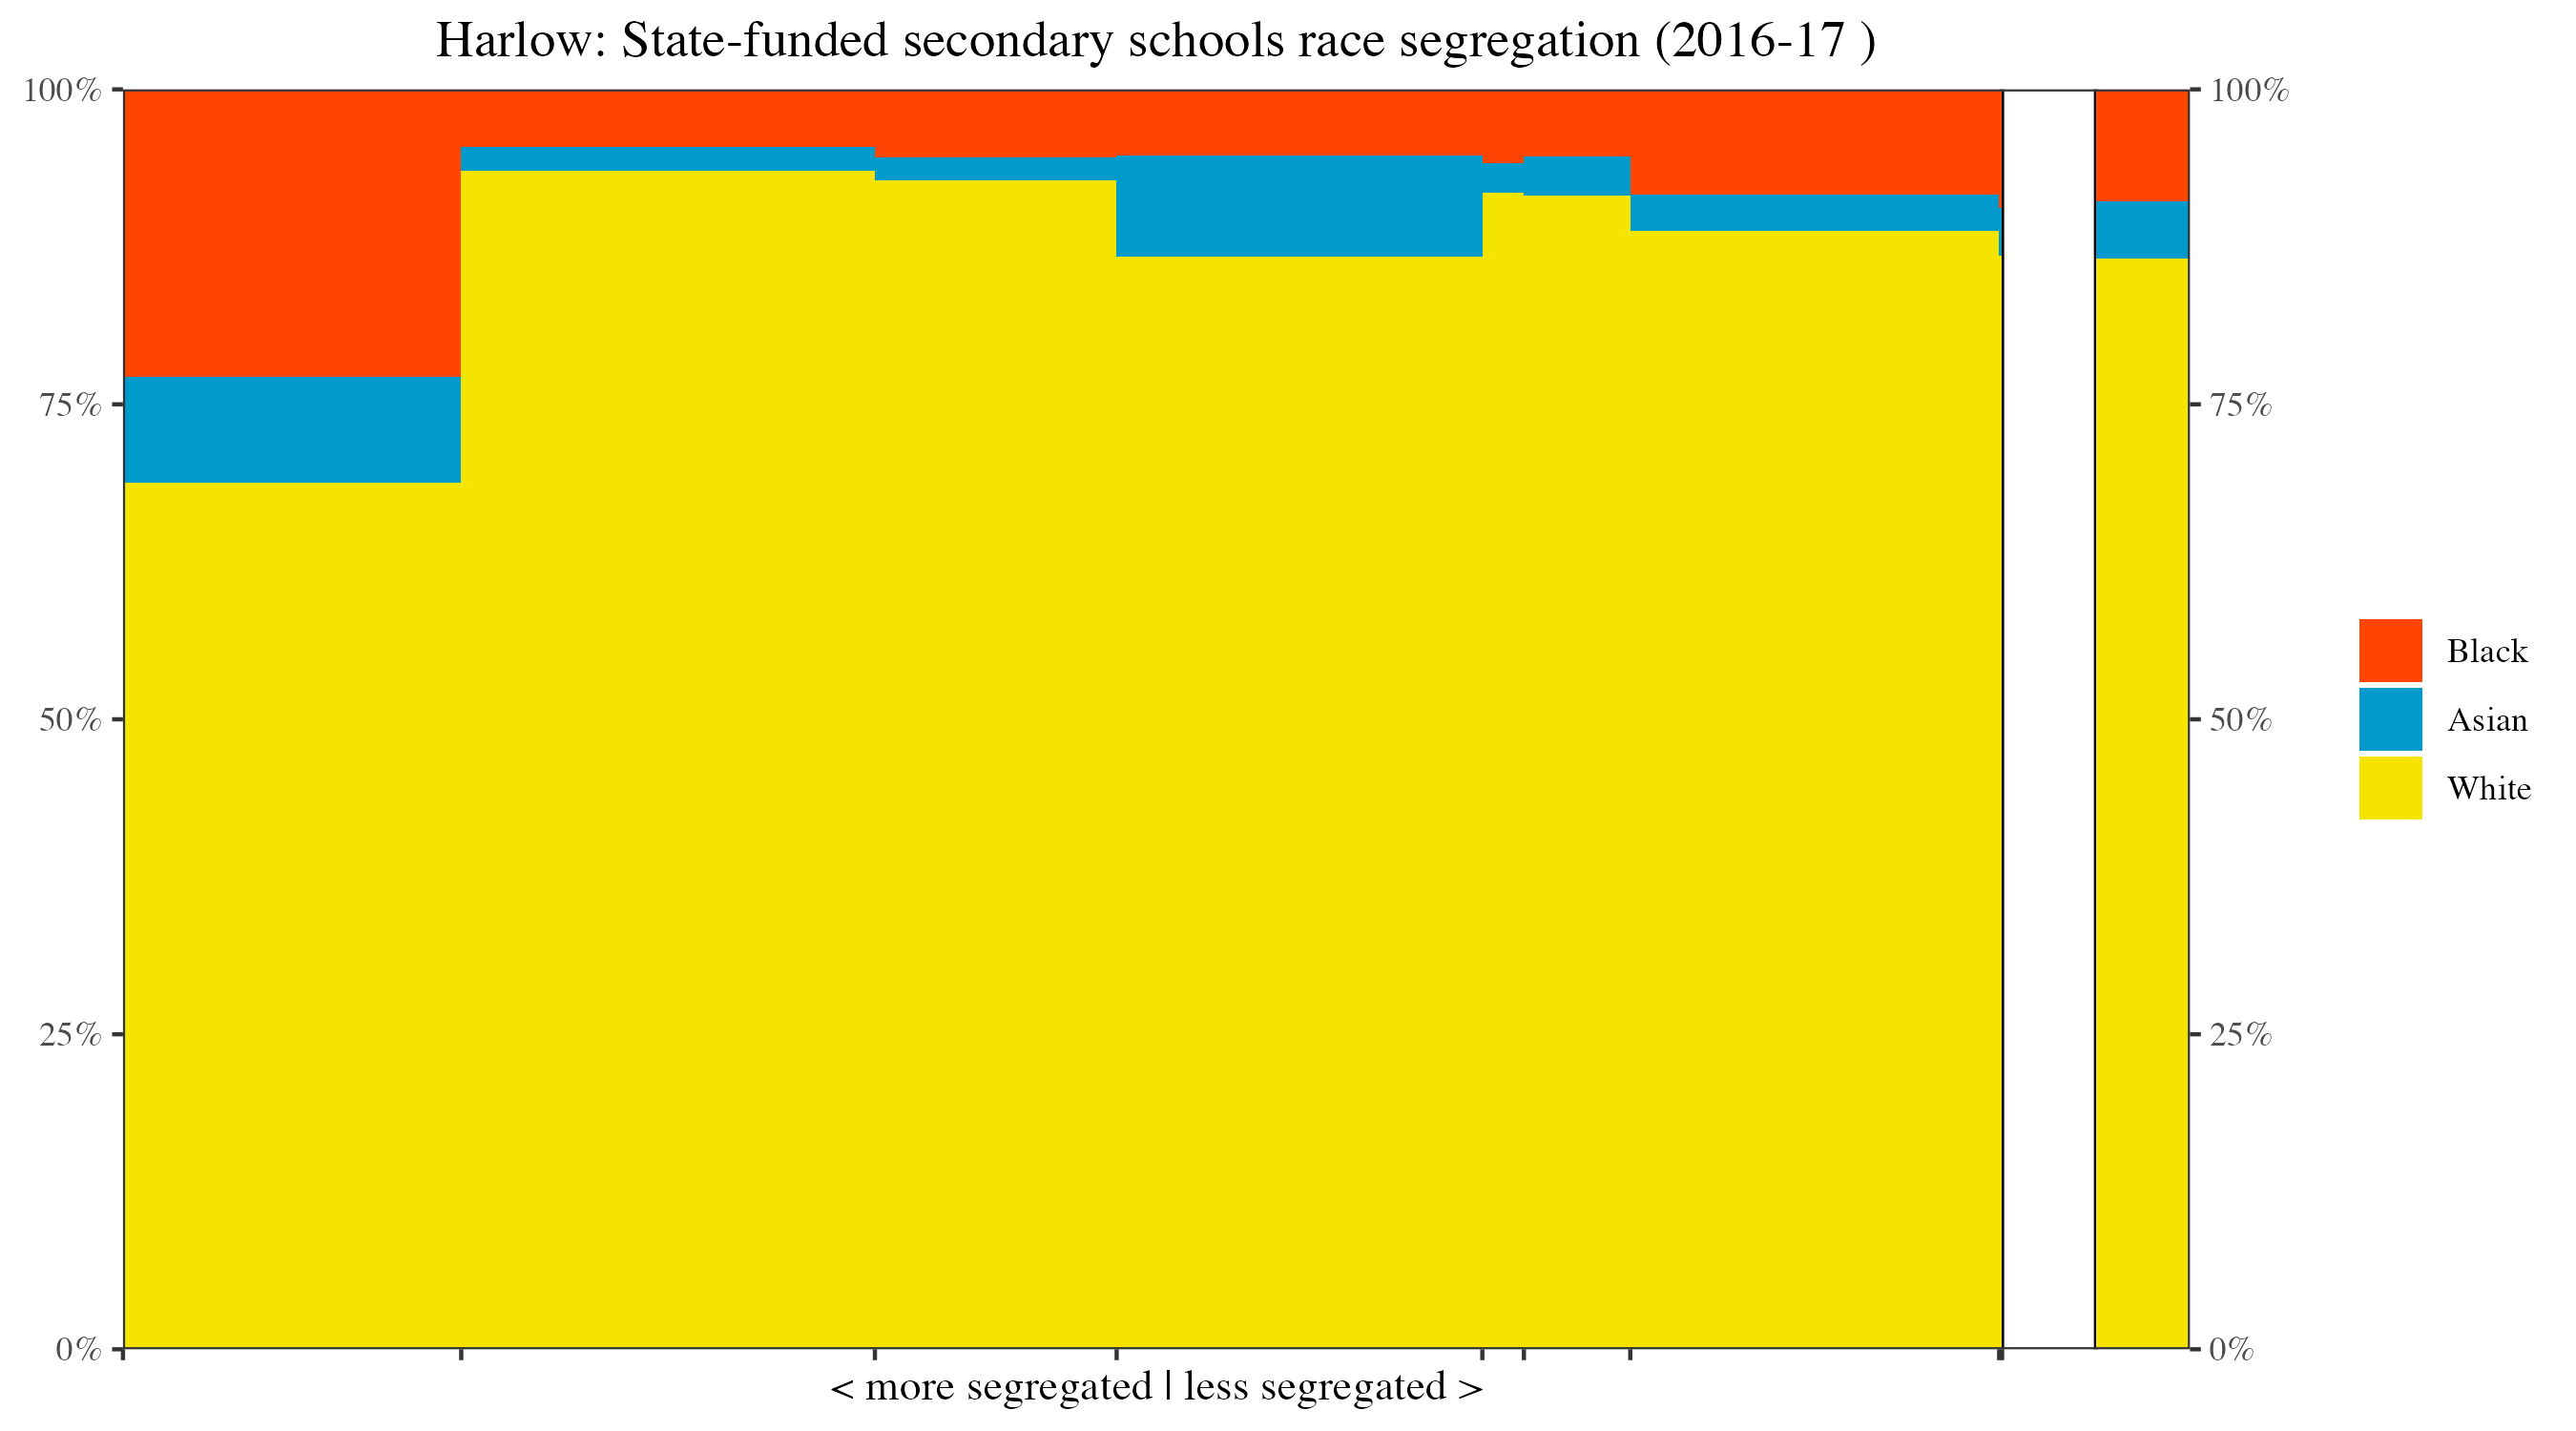 Harlow: State-funded secondary schools race segregation (2016-17 )
100%
75%
50%
25%
0%
100%
75%
50%
25%
0%
Black
Asian
White
< more segregated | less segregated >